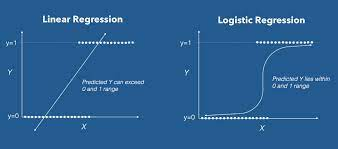 Linear Regression
y=1
Y
Predicted Y can exceed
0 and 1 range
y=0
X
Logistic Regression
y=1
Y
Predicted Y lies within
0 and 1 range
y=0
X